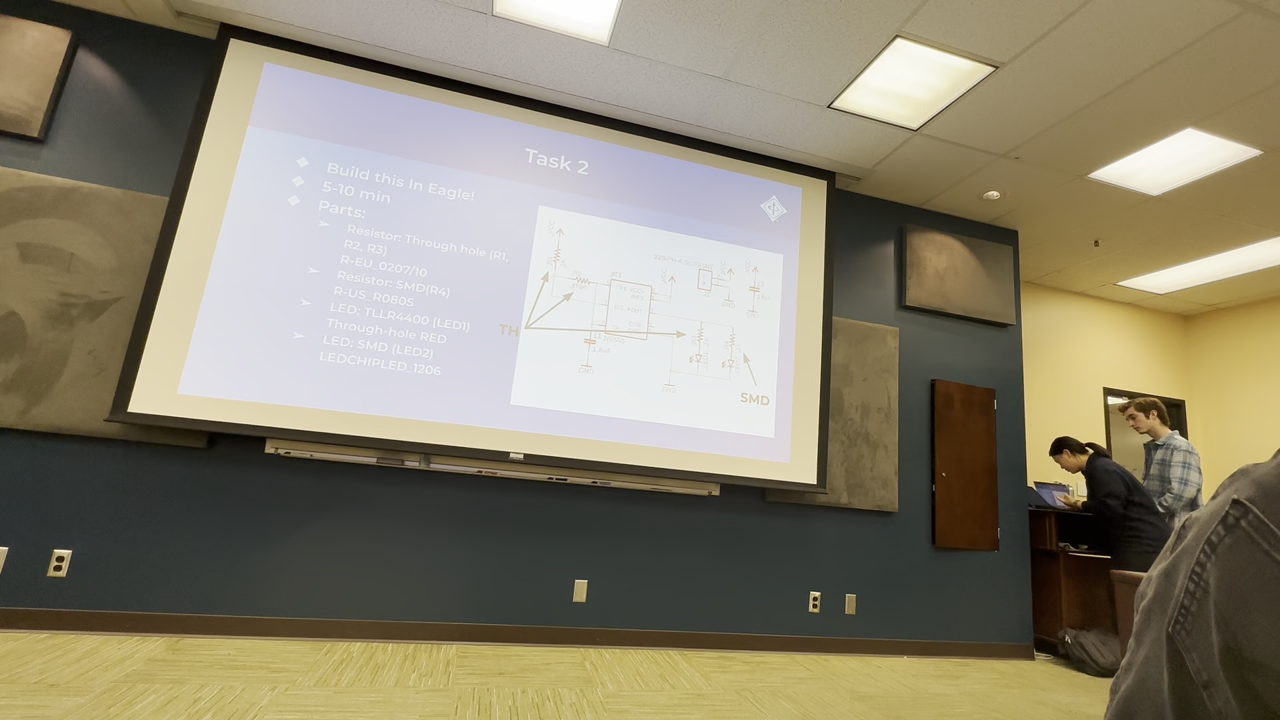 Task 2
Build this in Eagle!
5-10 min
Parts:
Resistor: Through hole (R1,
R2, R3)
R-EU_0207/10
Resistor: SMD(R4)
R-US_R0805
LED: TLLR4400 (LED1)
Through-hole RED
LED: SMD (LED2)
LEDCHIPLED_1206
TH
SMD